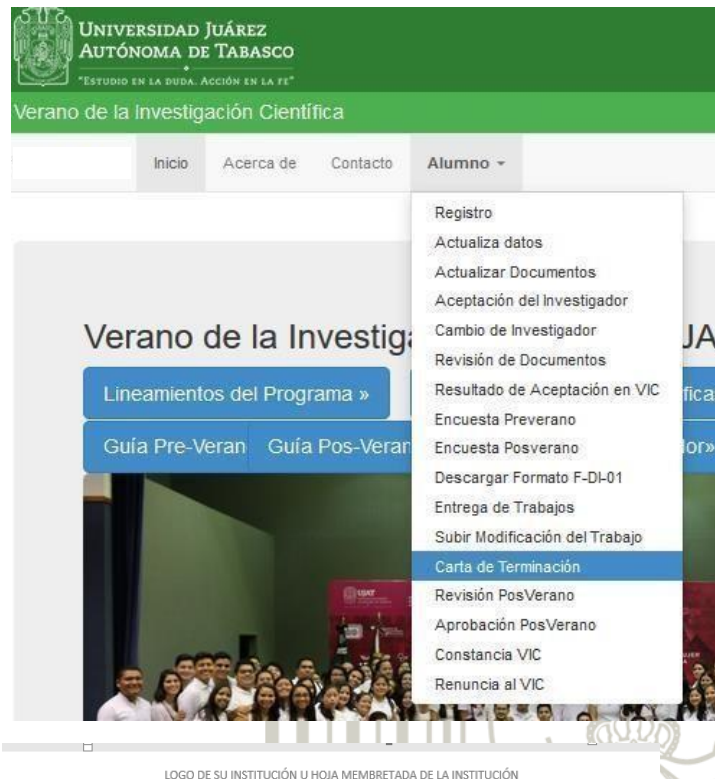 UNIVERSIDAD JUÁREZ
AUTÓNOMA DE TABASCO
"ESTUDIO EN LA DUDA. ACCIÓN EN LA FE"
Verano de la Investigación Científica
Inicio Acerca de Contacto Alumno
Registro
Actualiza datos
Actualizar Documentos
Aceptación del Investigador
Cambio de Investigador
Revisión de Documentos
Resultado de Aceptación en VIC
Encuesta Preverano
Encuesta Posverano
Descargar Formato F-DI-01
Entrega de Trabajos
Subir Modificación del Trabajo
Carta de Terminación
Revisión PosVerano
Aprobación PosVerano
Constancia VIC
Renuncia al VIC
Verano de la Investiga JA
Lineamientos del Programa » fica
Guía Pre-Veran Guía Pos-Veran dor»
UJAT
LOGO DE SU INSTITUCIÓN U HOJA MEMBRETADA DE LA INSTITUCIÓN